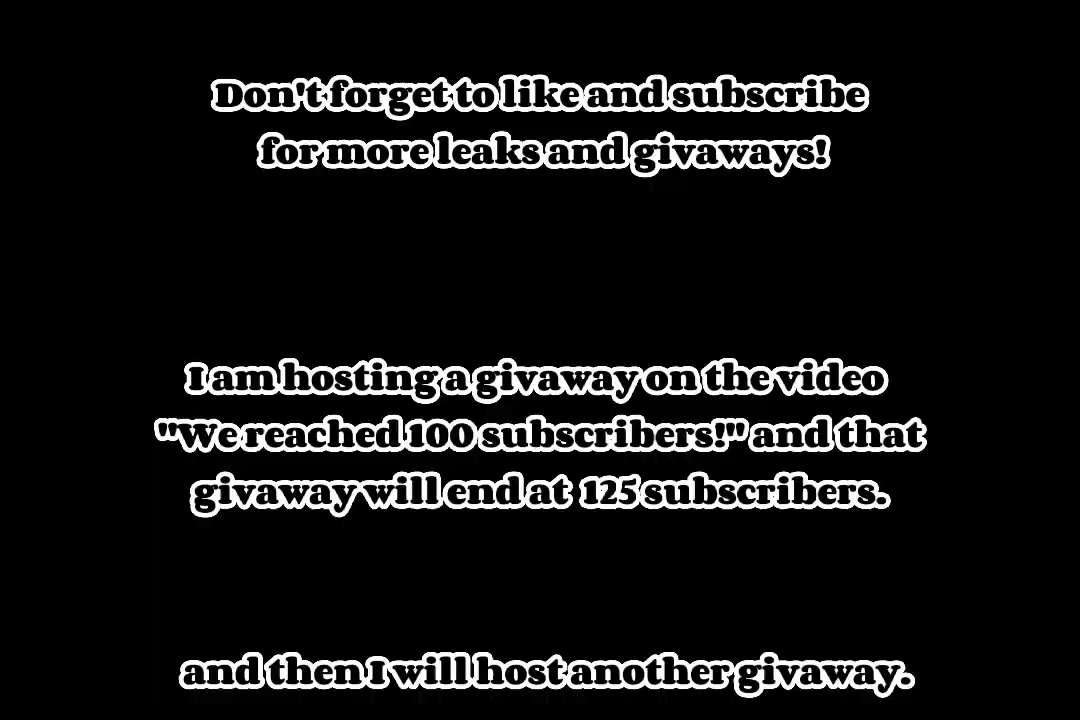 Don't forget to like and subscribe
for more leaks and givaways!
I am hosting a givaway on the video
"We reached 100 subscribers!" and that
givaway will end at 125 subscribers.
and then I will host another givaway.